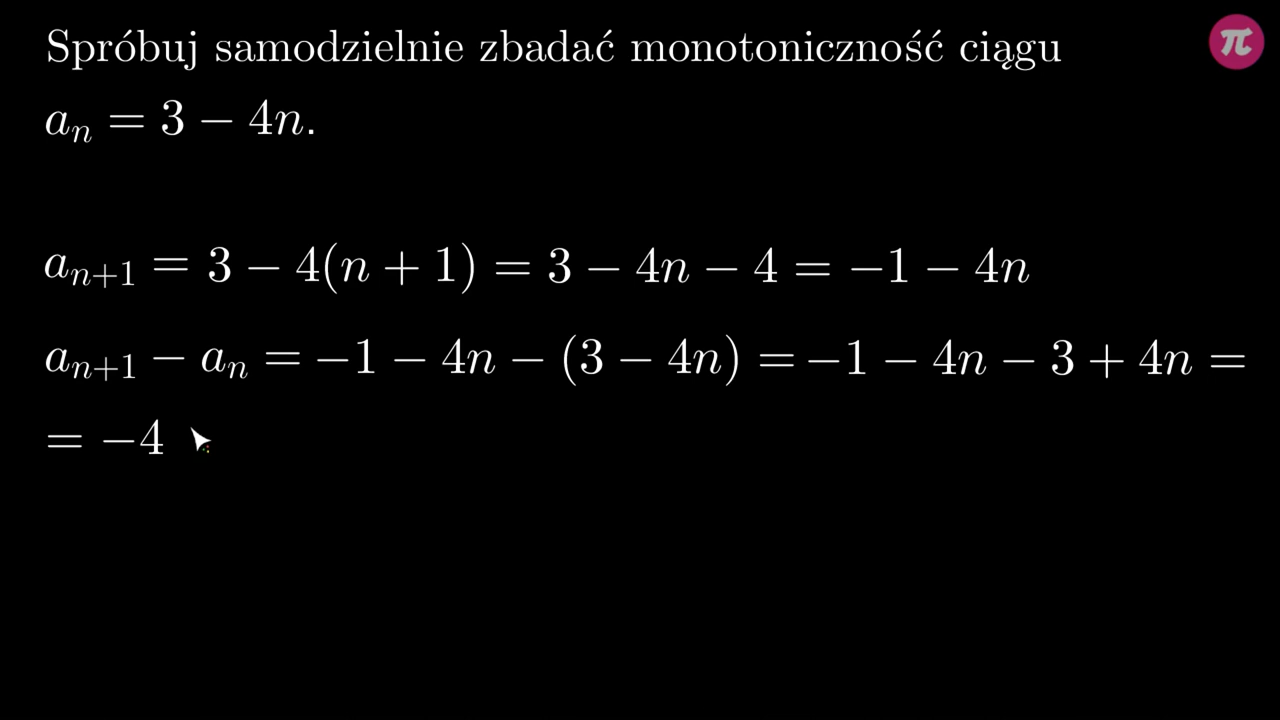 Spróbuj samodzielnie zbadać monotoniczność ciągu
π
aₙ = 3 − 4n.
aₙ₊₁ = 3 − 4(n + 1) = 3 − 4n − 4 = −1 − 4n
aₙ₊₁ − aₙ = −1 − 4n − (3 − 4n) = −1 − 4n − 3 + 4n =
= −4